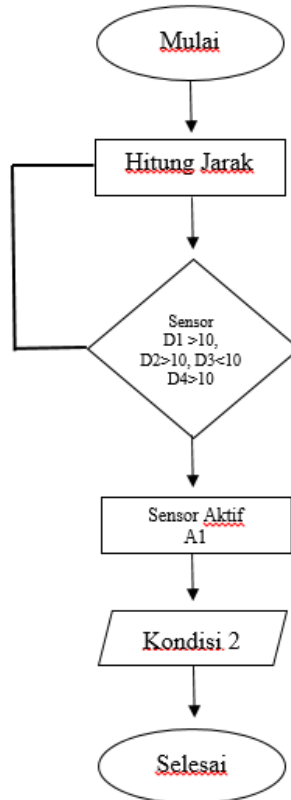 Mulai
Hitung Jarak
Sensor
D1 >10,
D2>10, D3<10
D4>10
Sensor Aktif
A1
Kondisi 2
Selesai